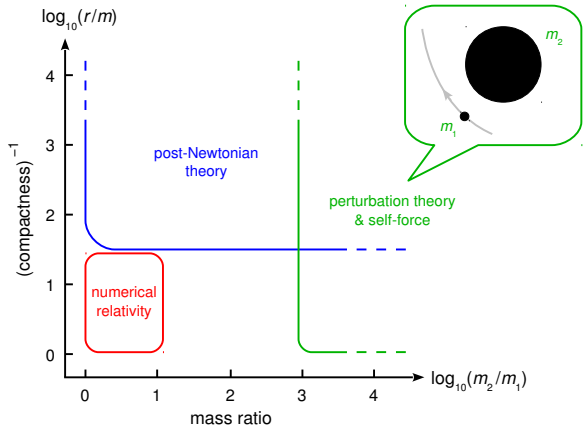 log₁₀(r/m)
4
3
2
1
0
(compactness)⁻¹
post-Newtonian
theory
perturbation theory
& self-force
numerical
relativity
m₂
m₁
0
1
2
3
4
log₁₀(m₂/m₁)
mass ratio